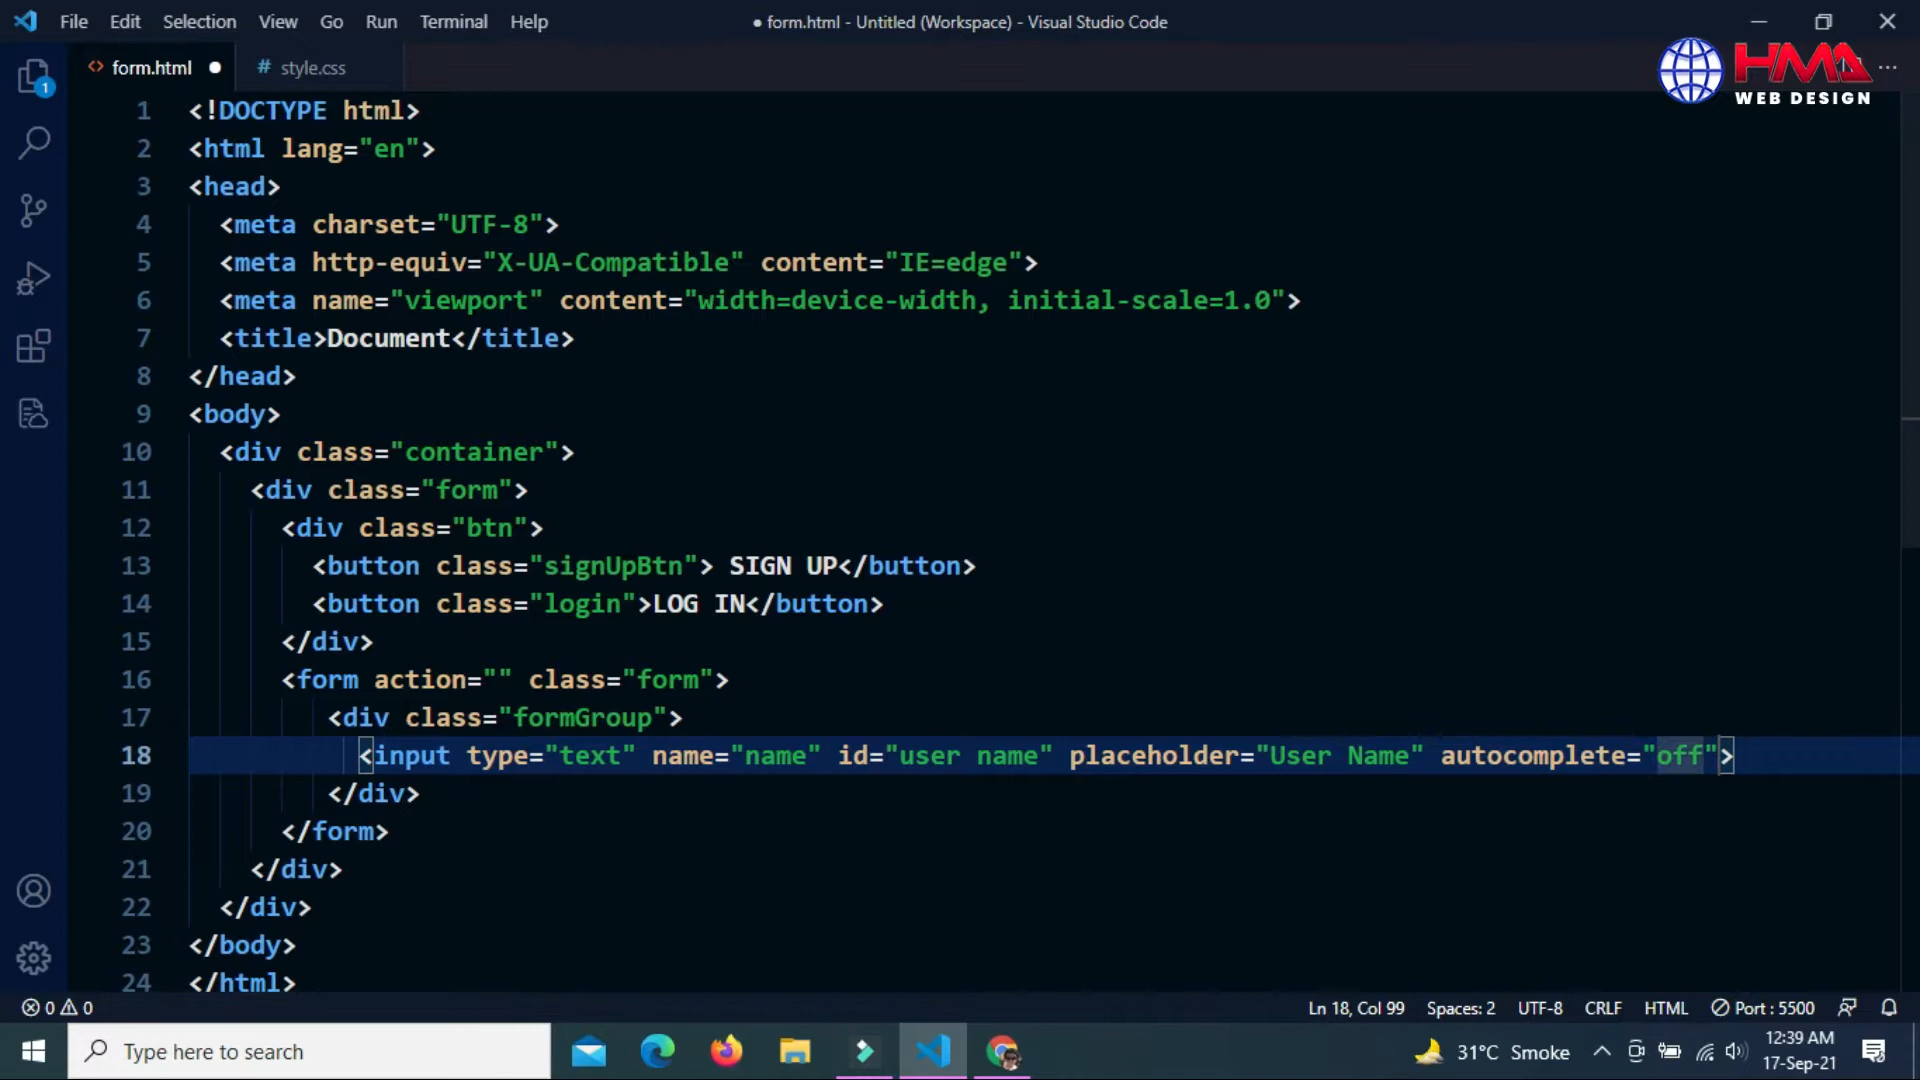 File Edit Selection View Go Run Terminal Help ● form.html - Untitled (Workspace) - Visual Studio Code
<> form.html ● # style.css
HMA
WEB DESIGN
1 <!DOCTYPE html>
2 <html lang="en">
3 <head>
4 <meta charset="UTF-8">
5 <meta http-equiv="X-UA-Compatible" content="IE=edge">
6 <meta name="viewport" content="width=device-width, initial-scale=1.0">
7 <title>Document</title>
8 </head>
9 <body>
10 <div class="container">
11 <div class="form">
12 <div class="btn">
13 <button class="signUpBtn"> SIGN UP</button>
14 <button class="login">LOG IN</button>
15 </div>
16 <form action="" class="form">
17 <div class="formGroup">
18 <input type="text" name="name" id="user name" placeholder="User Name" autocomplete="off">
19 </div>
20 </form>
21 </div>
22 </div>
23 </body>
24 </html>
1
0 0 Ln 18, Col 99 Spaces: 2 UTF-8 CRLF HTML Port : 5500
Type here to search 31°C Smoke 12:39 AM
17-Sep-21